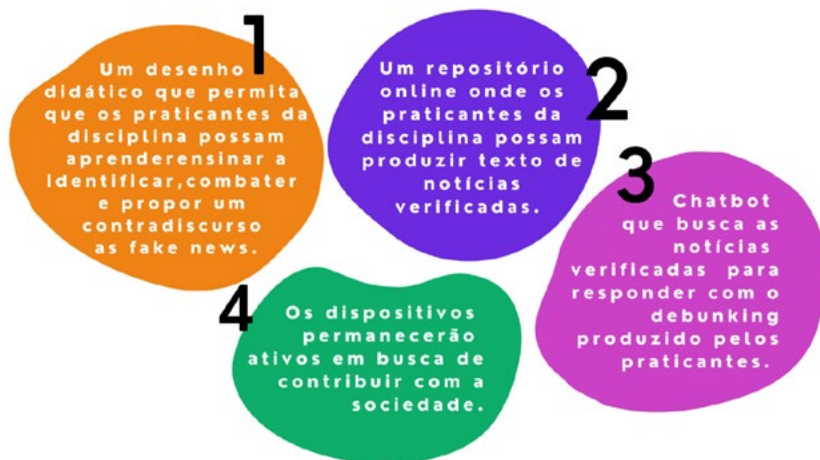 1
Um desenho
didático que permita
que os praticantes da
disciplina possam
aprenderensinar a
identificar,combater
e propor um
contradiscurso
as fake news.
2
Um repositório
online onde os
praticantes da
disciplina possam
produzir texto de
notícias
verificadas.
3
Chatbot
que busca as
notícias
verificadas para
responder com o
debunking
produzido pelos
praticantes.
4
Os dispositivos
permanecerão
ativos em busca de
contribuir com a
sociedade.